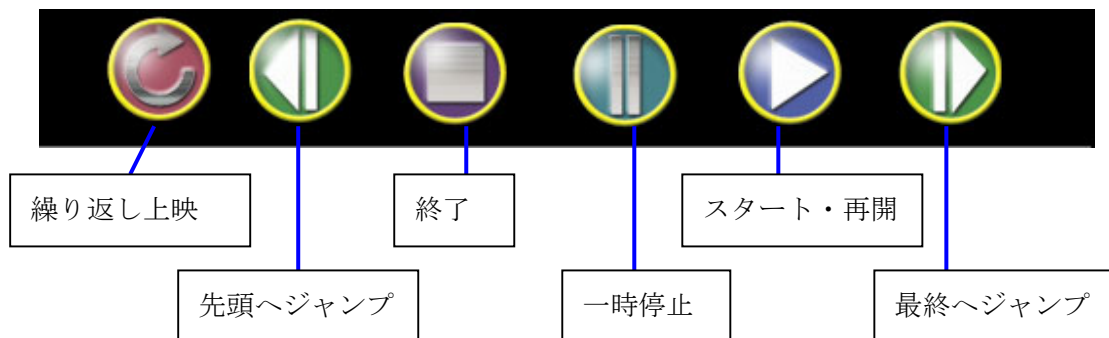 繰り返し上映
終了
スタート・再開
先頭へジャンプ
一時停止
最終へジャンプ